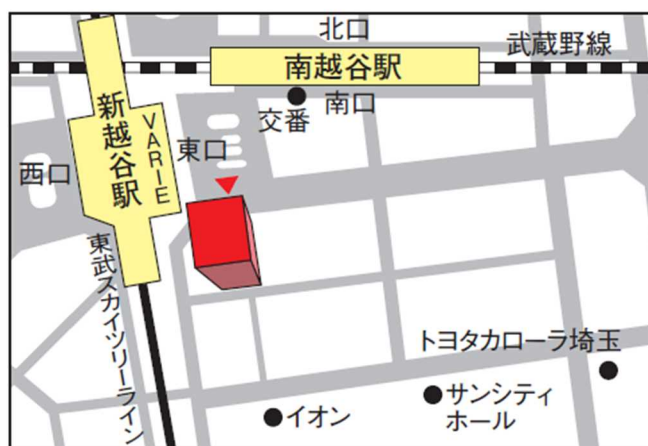 北口
武蔵野線
南越谷駅
南口
交番
新越谷駅
VARIE
東口
西口
東武スカイツリーライン
トヨタカローラ埼玉
サンシティ
ホール
イオン